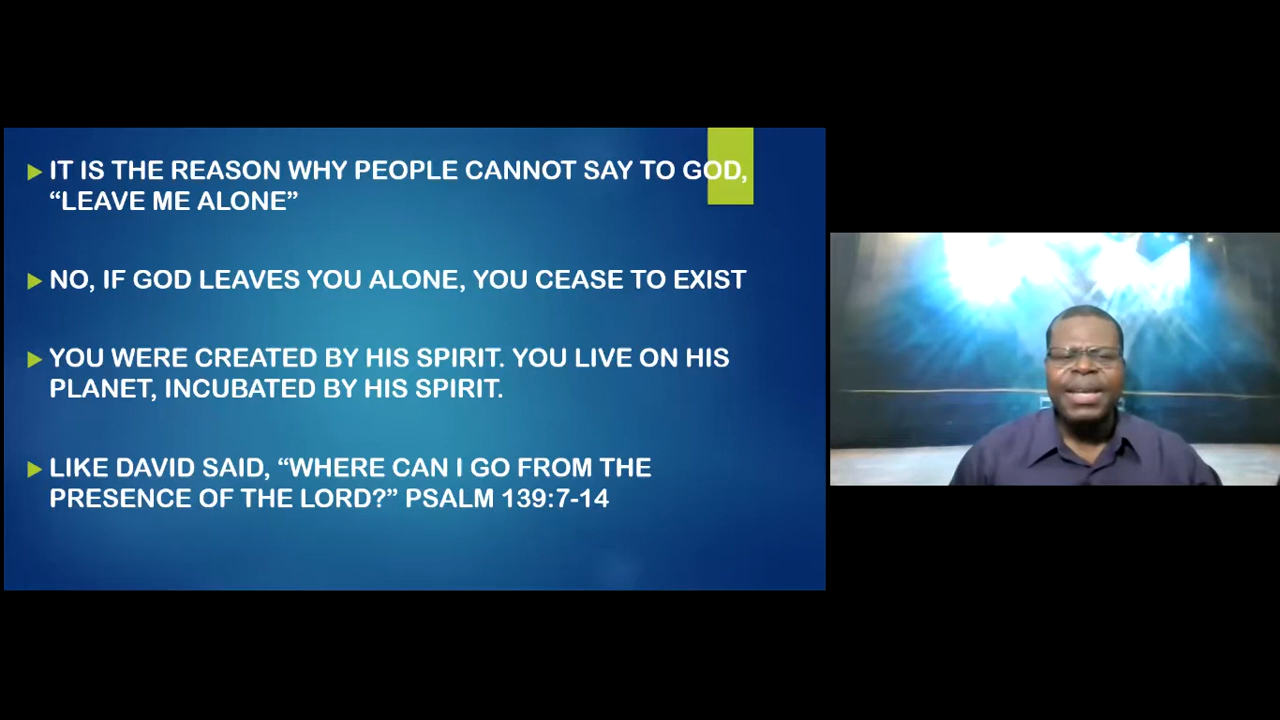 IT IS THE REASON WHY PEOPLE CANNOT SAY TO GOD,
“LEAVE ME ALONE”
NO, IF GOD LEAVES YOU ALONE, YOU CEASE TO EXIST
YOU WERE CREATED BY HIS SPIRIT. YOU LIVE ON HIS
PLANET, INCUBATED BY HIS SPIRIT.
LIKE DAVID SAID, “WHERE CAN I GO FROM THE
PRESENCE OF THE LORD?” PSALM 139:7-14